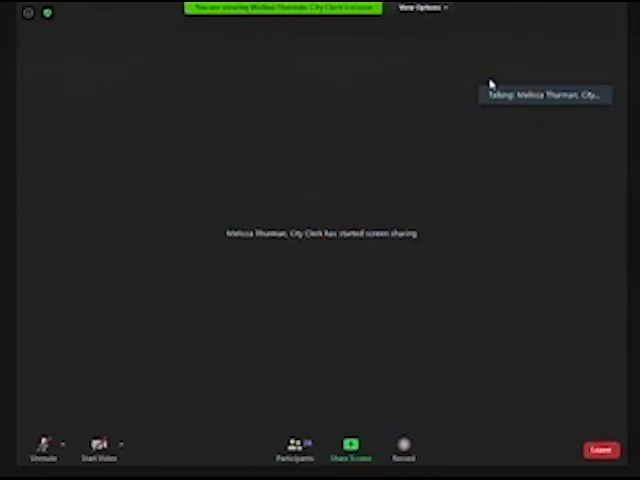 You are viewing Melissa Thurman, City Clerk's screen
View Options
Talking: Melissa Thurman, City...
Melissa Thurman, City Clerk has started screen sharing
Unmute
Start Video
Participants
Share Screen
Record
Leave